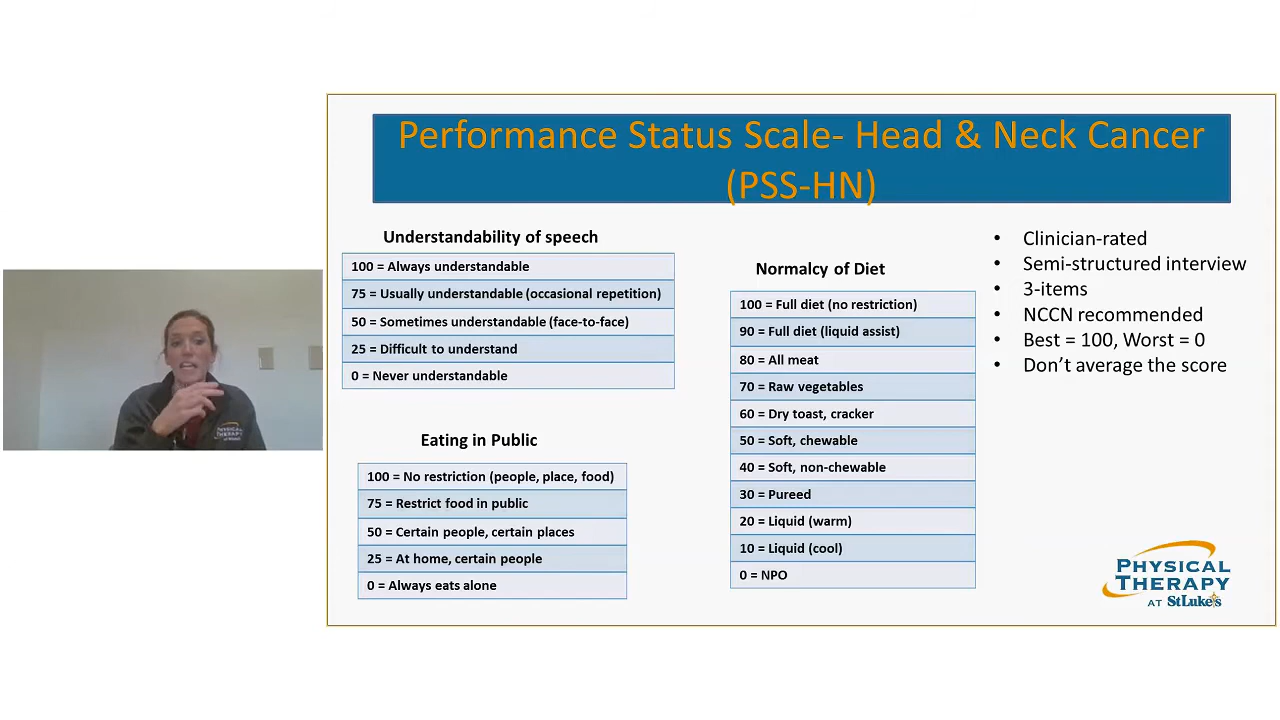 Performance Status Scale- Head & Neck Cancer
(PSS-HN)
Understandability of speech
100 = Always understandable
75 = Usually understandable (occasional repetition)
50 = Sometimes understandable (face-to-face)
25 = Difficult to understand
0 = Never understandable
Eating in Public
100 = No restriction (people, place, food)
75 = Restrict food in public
50 = Certain people, certain places
25 = At home, certain people
0 = Always eats alone
Normalcy of Diet
100 = Full diet (no restriction)
90 = Full diet (liquid assist)
80 = All meat
70 = Raw vegetables
60 = Dry toast, cracker
50 = Soft, chewable
40 = Soft, non-chewable
30 = Pureed
20 = Liquid (warm)
10 = Liquid (cool)
0 = NPO
• Clinician-rated
• Semi-structured interview
• 3-items
• NCCN recommended
• Best = 100, Worst = 0
• Don't average the score
PHYSICAL
THERAPY
AT StLuke's
PHYSICAL
THERAPY